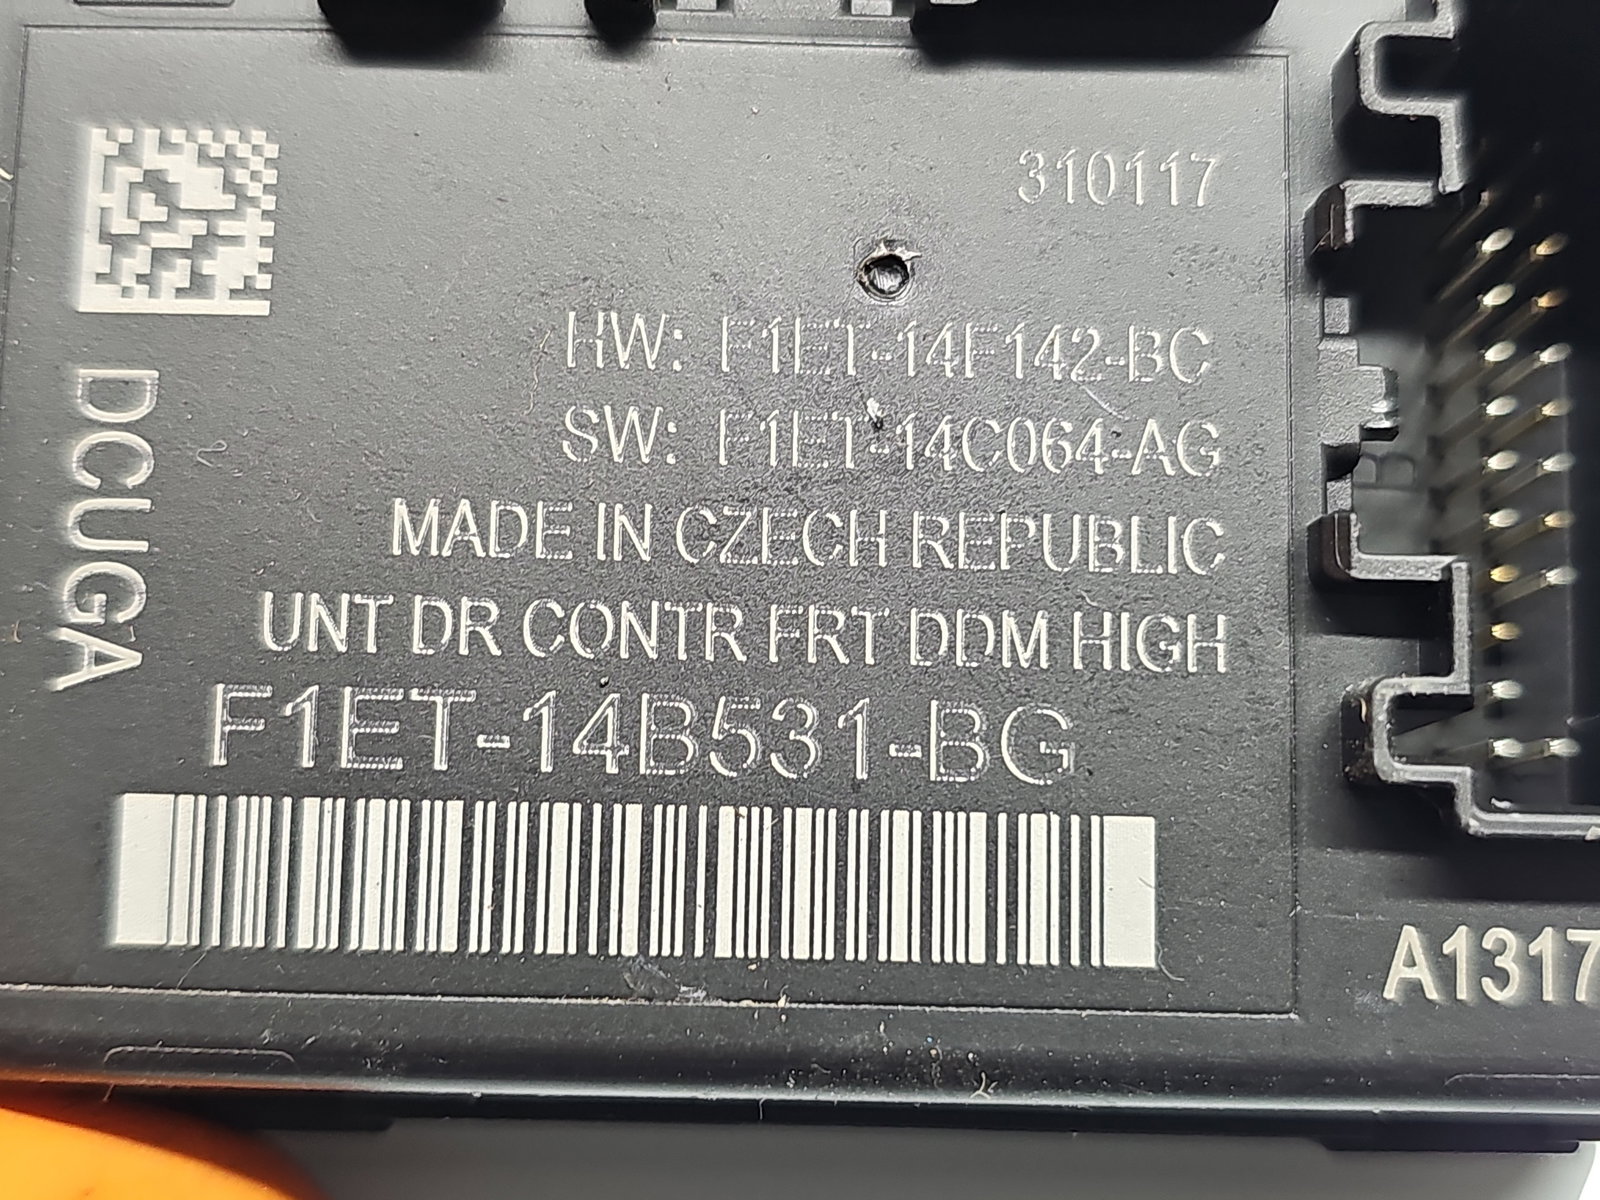 310117
HW: F1ET-14F142-BC
SW: F1ET-14C064-AG
MADE IN CZECH REPUBLIC
UNT DR CONTR FRT DDM HIGH
F1ET-14B531-BG
DCUGA
B
A1317